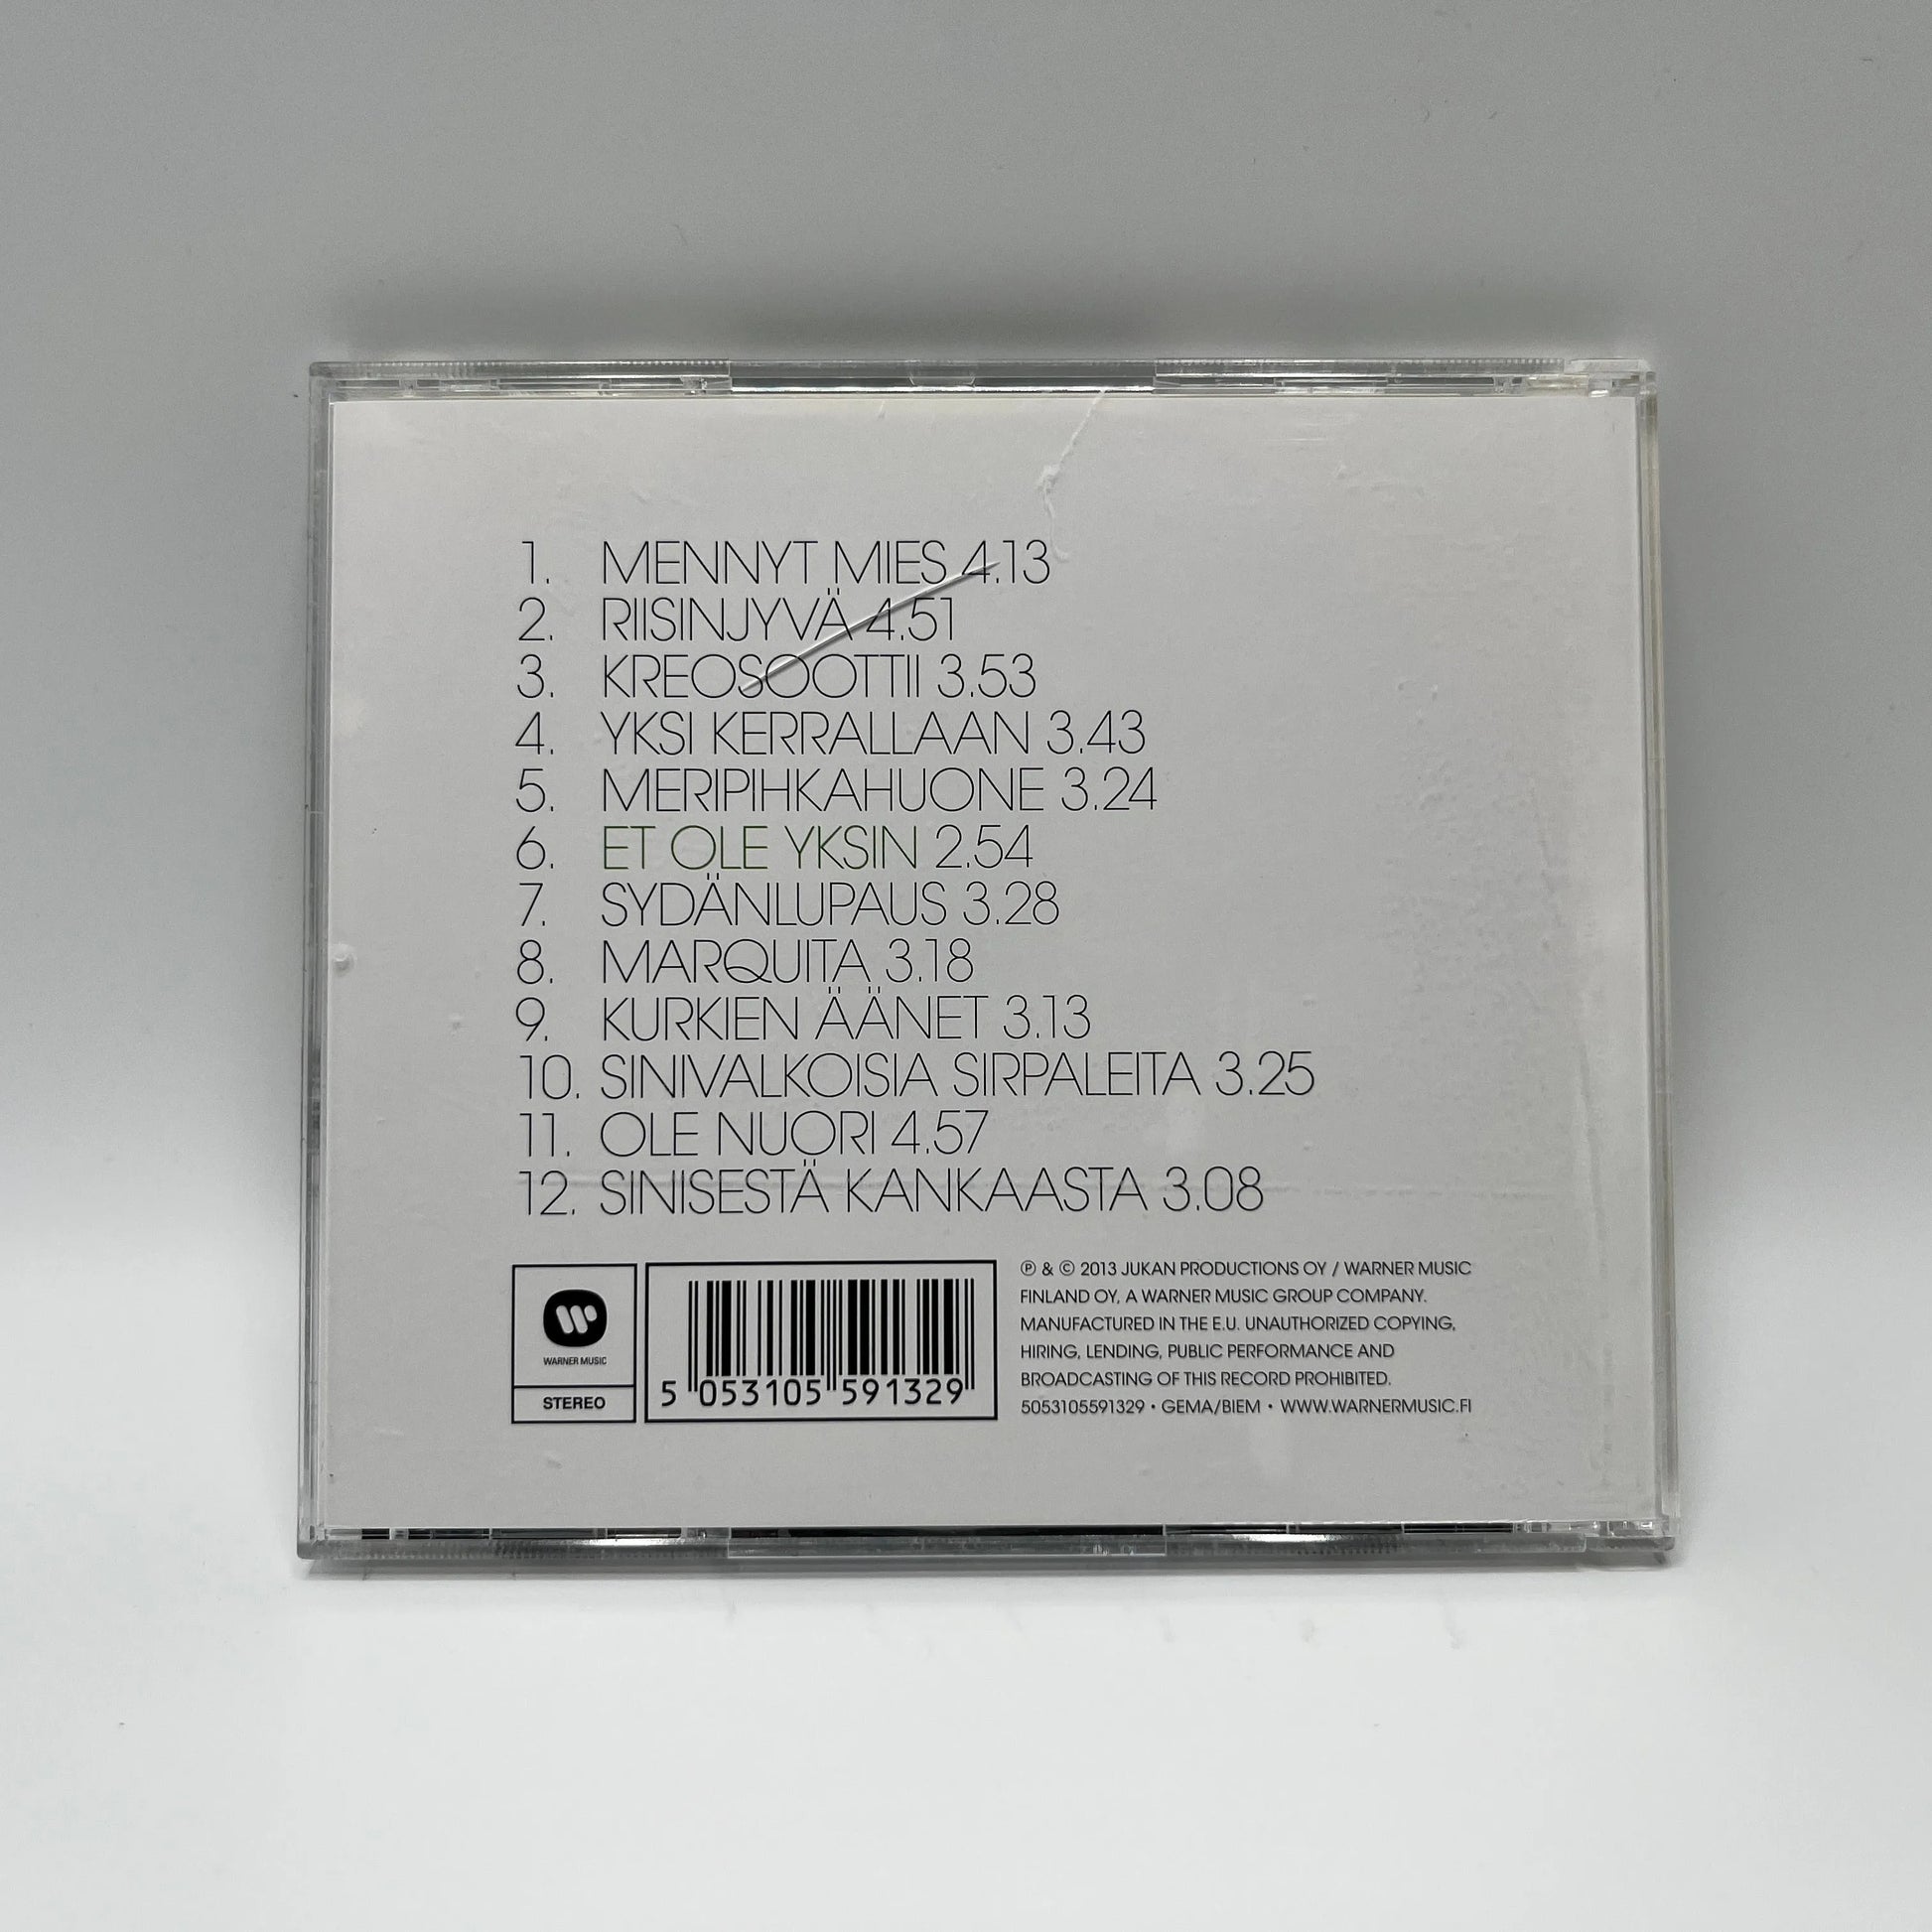 1. MENNYT MIES 4.13
2. RIISINJYVÄ 4.51
3. KREOSOOTTII 3.53
4. YKSI KERRALLAAN 3.43
5. MERIPIHKAHUONE 3.24
6. ET OLE YKSIN 2.54
7. SYDÄNLUPAUS 3.28
8. MARQUITA 3.18
9. KURKIEN ÄÄNET 3.13
10. SINIVALKOISIA SIRPALEITA 3.25
11. OLE NUORI 4.57
12. SINISESTÄ KANKAASTA 3.08
WARNER MUSIC
STEREO
5 053105 591329
℗ & © 2013 JUKAN PRODUCTIONS OY / WARNER MUSIC
FINLAND OY, A WARNER MUSIC GROUP COMPANY.
MANUFACTURED IN THE E.U. UNAUTHORIZED COPYING,
HIRING, LENDING, PUBLIC PERFORMANCE AND
BROADCASTING OF THIS RECORD PROHIBITED.
5053105591329 • GEMA/BIEM • WWW.WARNERMUSIC.FI